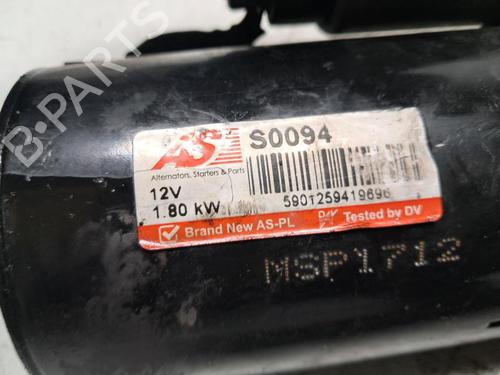 AS
S0094
Alternators, Starters & Parts
12V
1.80 kW
5901259419696
Brand New AS-PL
Tested by DV
MSP1712
B-PARTS